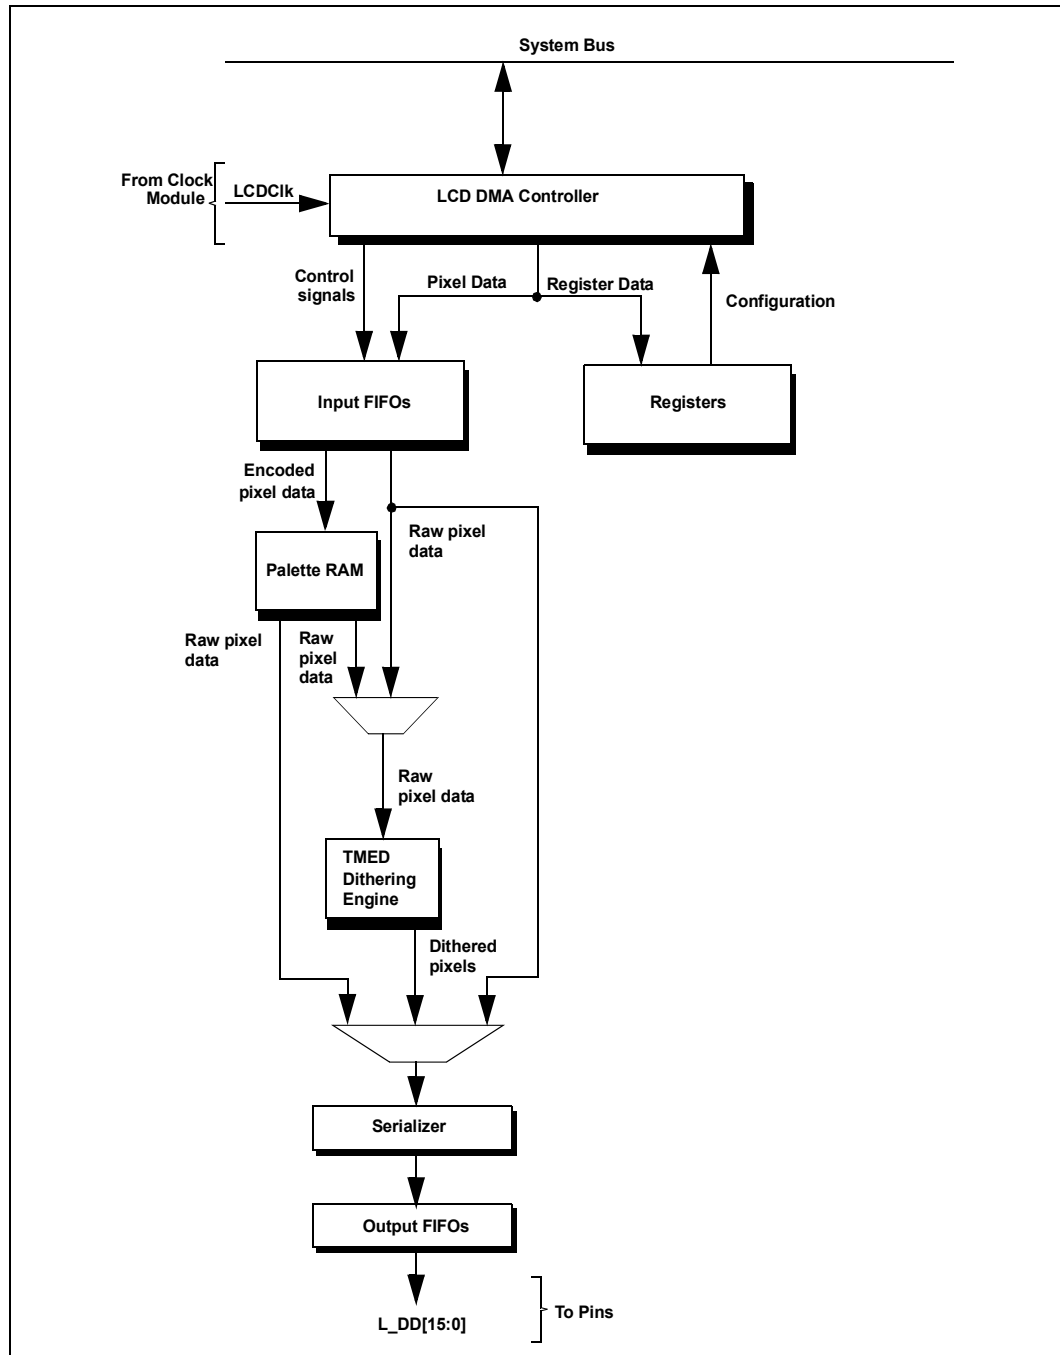 System Bus
From Clock
Module
LCDClk
LCD DMA Controller
Control
signals
Pixel Data
Register Data
Configuration
Input FIFOs
Registers
Encoded
pixel data
Raw pixel
data
Palette RAM
Raw pixel
data
Raw
pixel
data
Raw
pixel data
TMED
Dithering
Engine
Dithered
pixels
Serializer
Output FIFOs
L_DD[15:0]
To Pins